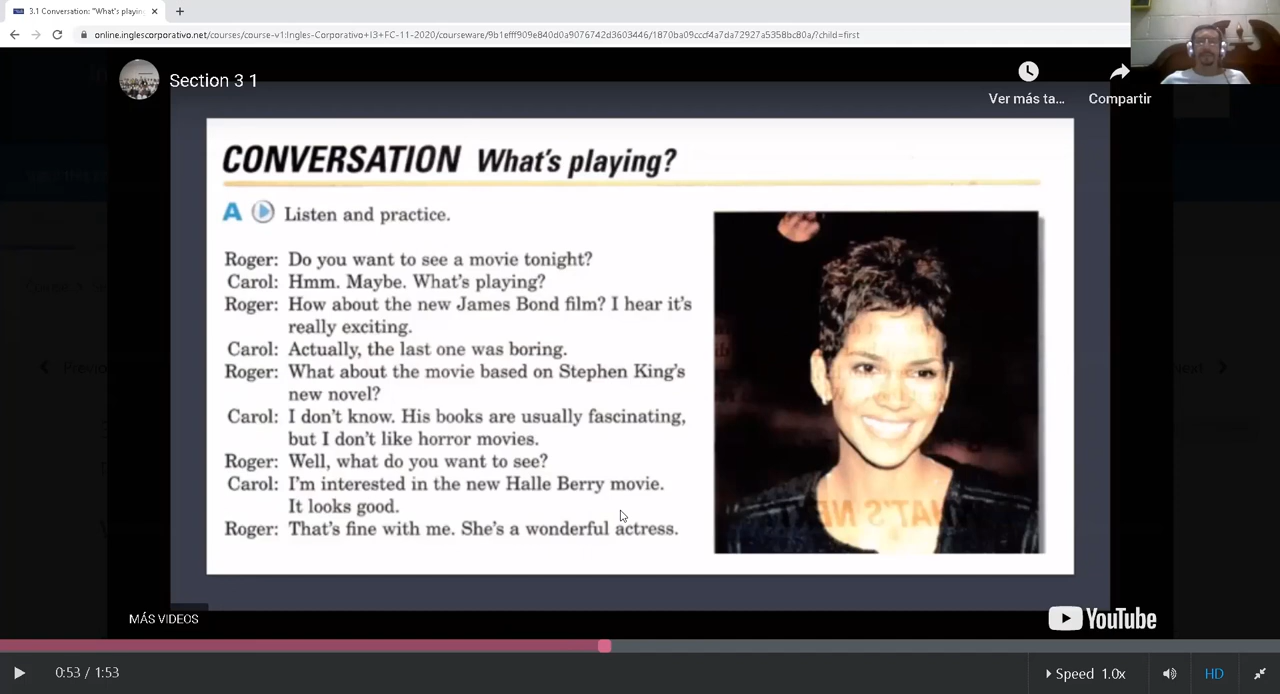 3.1 Conversation: "What's playin
online.inglescorporativo.net/courses/course-v1:Ingles-Corporativo+I3+FC-11-2020/courseware/9b1efff909e840d0a9076742d3603446/1870ba09cccf4a7da72927a5358bc80a/?child=first
Section 3 1
Ver más ta...
Compartir
CONVERSATION What's playing?
A Listen and practice.
Roger: Do you want to see a movie tonight?
Carol: Hmm. Maybe. What's playing?
Roger: How about the new James Bond film? I hear it's
really exciting.
Carol: Actually, the last one was boring.
Roger: What about the movie based on Stephen King's
new novel?
Carol: I don't know. His books are usually fascinating,
but I don't like horror movies.
Roger: Well, what do you want to see?
Carol: I'm interested in the new Halle Berry movie.
It looks good.
Roger: That's fine with me. She's a wonderful actress.
MÁS VIDEOS
YouTube
0:53 / 1:53
Speed 1.0x
HD